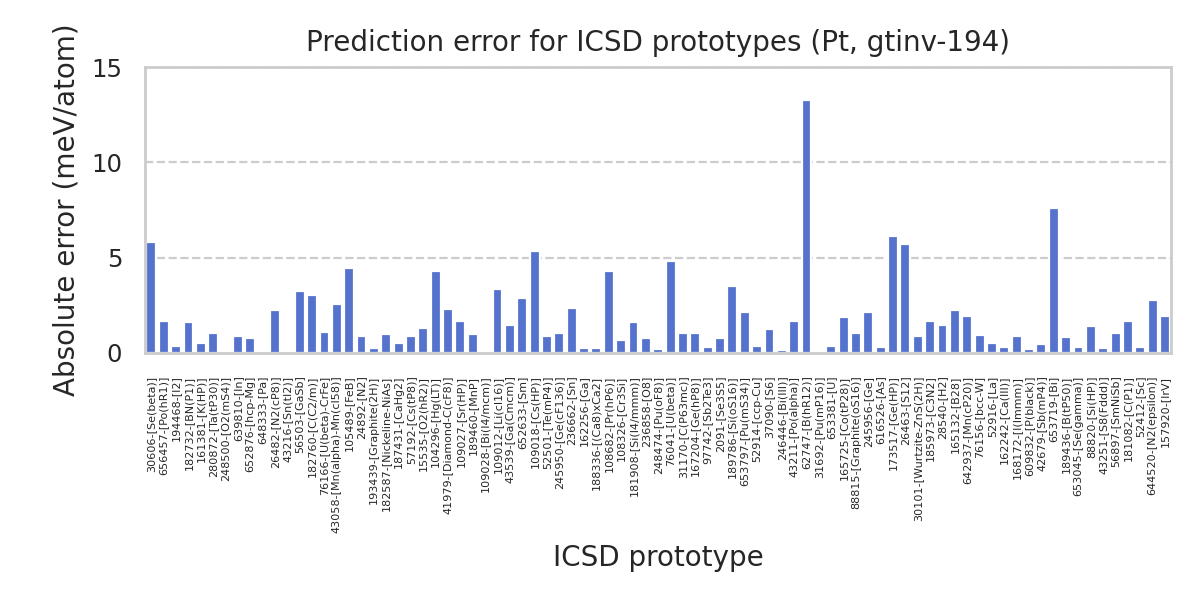 Prediction error for ICSD prototypes (Pt, gtinv-194)
Absolute error (meV/atom)
15
10
5
0
30606-[Se(beta)]
656457-[Po(hR1)]
194468-[I2]
182732-[BN(P1)]
161381-[K(HP)]
280872-[Ta(tP30)]
248500-[O2(mS4)]
639810-[In]
652876-[hcp-Mg]
648333-[Pa]
26482-[N2(cP8)]
43216-[Sn(tI2)]
56503-[GaSb]
182760-[C(C2/m)]
76166-[U(beta)-CrFe]
43058-[Mn(alpha)-Mn(cI58)]
105489-[FeB]
24892-[N2]
193439-[Graphite(2H)]
182587-[Nickeline-NiAs]
187431-[CaHg2]
57192-[Cs(tP8)]
15535-[O2(hR2)]
104296-[Hg(LT)]
41979-[Diamond-C(cF8)]
109027-[Sr(HP)]
189460-[MnP]
109028-[Bi(I4/mcm)]
109012-[Li(cI16)]
43539-[Ga(Cmcm)]
652633-[Sm]
109018-[Cs(HP)]
52501-[Te(mP4)]
245950-[Ge(cF136)]
236662-[Sn]
162256-[Ga]
188336-[(Ca8)xCa2]
108682-[Pr(hP6)]
108326-[Cr3Si]
181908-[Si(I4/mmm)]
236858-[O8]
248474-[Pu(oF8)]
76041-[U(beta)]
31170-[C(P63mc)]
167204-[Ge(hP8)]
97742-[Sb2Te3]
2091-[Se3S5]
189786-[Si(oS16)]
653797-[Pu(mS34)]
52914-[ccp-Cu]
37090-[S6]
246446-[Bi(III)]
43211-[Po(alpha)]
62747-[B(hR12)]
31692-[Pu(mP16)]
653381-[U]
165725-[Co(tP28)]
88815-[Graphite(oS16)]
245956-[Ge]
616526-[As]
173517-[Ge(HP)]
26463-[S12]
30101-[Wurtzite-ZnS(2H)]
185973-[C3N2]
28540-[H2]
165132-[B28]
642937-[Mn(cP20)]
76156-[bcc-W]
52916-[La]
162242-[Ca(III)]
168172-[I(Immm)]
609832-[P(black)]
42679-[Sb(mP4)]
653719-[Bi]
189436-[B(tP50)]
653045-[Se(gamma)]
88820-[Si(HP)]
43251-[S8(Fddd)]
56897-[SmNiSb]
181082-[C(P1)]
52412-[Sc]
644520-[N2(epsilon)]
157920-[IrV]
ICSD prototype